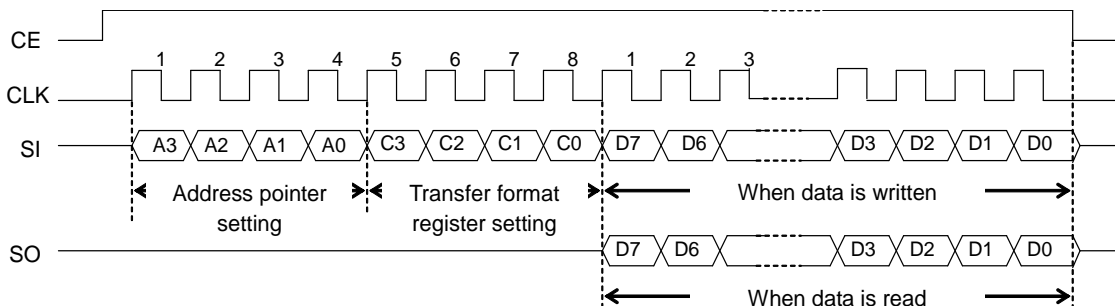 CE
1 2 3 4 5 6 7 8 1 2 3
CLK
SI A3 A2 A1 A0 C3 C2 C1 C0 D7 D6 D3 D2 D1 D0
Address pointer setting
Transfer format register setting
When data is written
SO D7 D6 D3 D2 D1 D0
When data is read